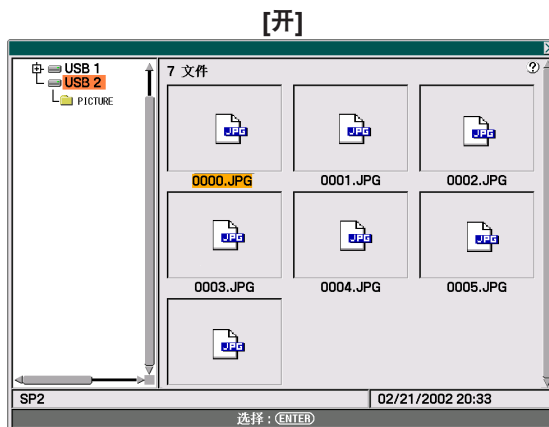 [开]
USB 1
USB 2
PICTURE
7 文件
?
JPG JPG JPG
0000.JPG 0001.JPG 0002.JPG
JPG JPG JPG
0003.JPG 0004.JPG 0005.JPG
JPG
SP2 02/21/2002 20:33
选择 : (ENTER)